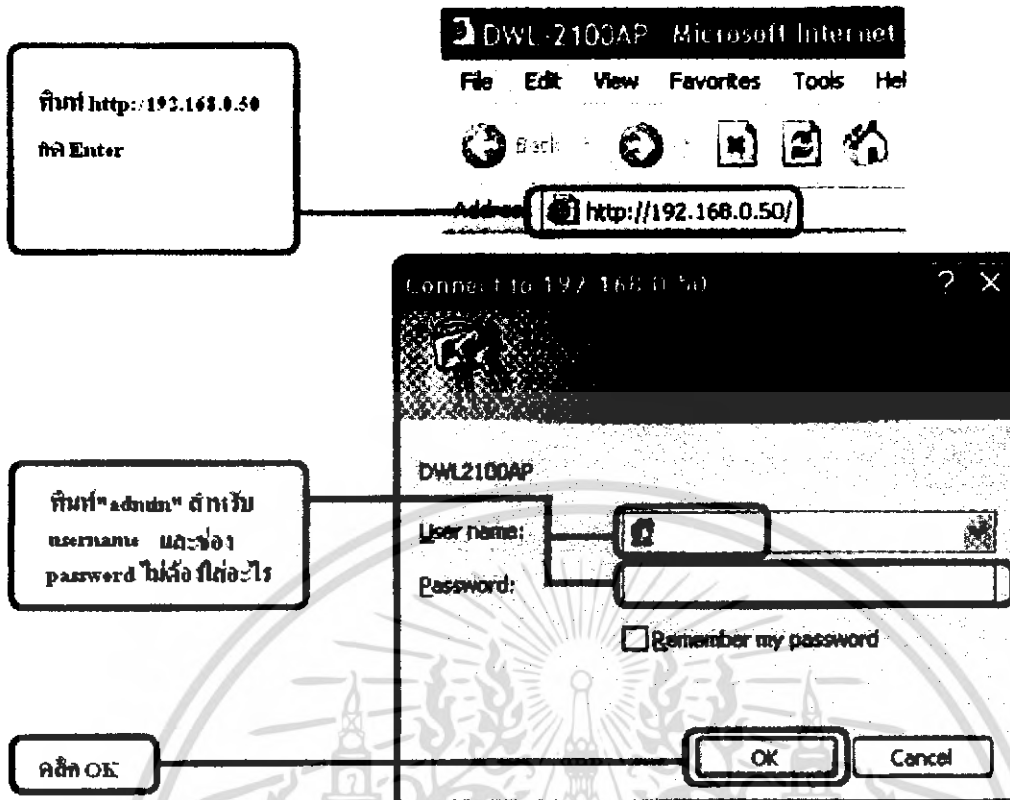 DWL-2100AP Microsoft Internet
File Edit View Favorites Tools Hel
พิมพ์ http://192.168.0.50
กด Enter
Back
Address http://192.168.0.50/
Connect to 192.168.0.50
DWL2100AP
พิมพ์ "admin" สำหรับ
username และช่อง
password ไม่ต้องใส่อะไร
User name:
Password:
Remember my password
คลิก OK
OK Cancel